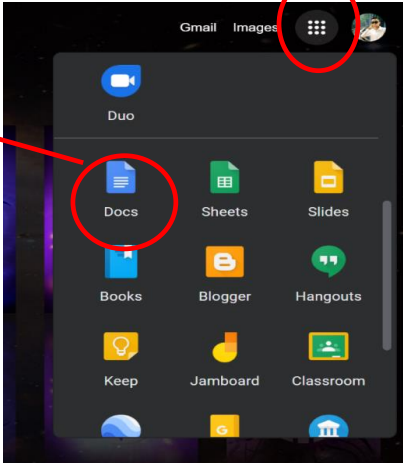 Gmail Images
Duo
Docs Sheets Slides
Books Blogger Hangouts
Keep Jamboard Classroom
G